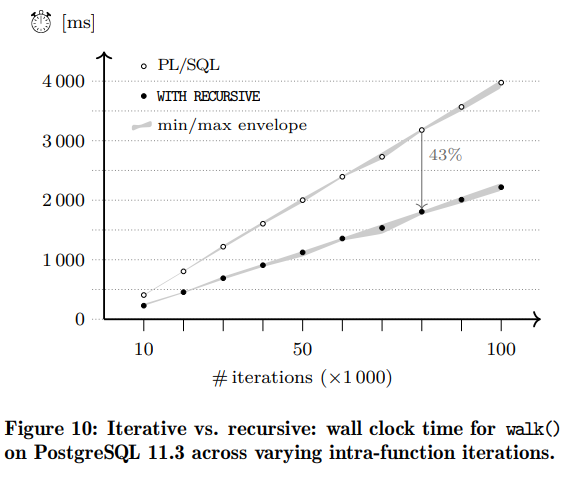 [ms]
PL/SQL
WITH RECURSIVE
min/max envelope
4 000
3 000
2 000
1 000
0
43%
10 50 100
# iterations (×1 000)
Figure 10: Iterative vs. recursive: wall clock time for walk()
on PostgreSQL 11.3 across varying intra-function iterations.